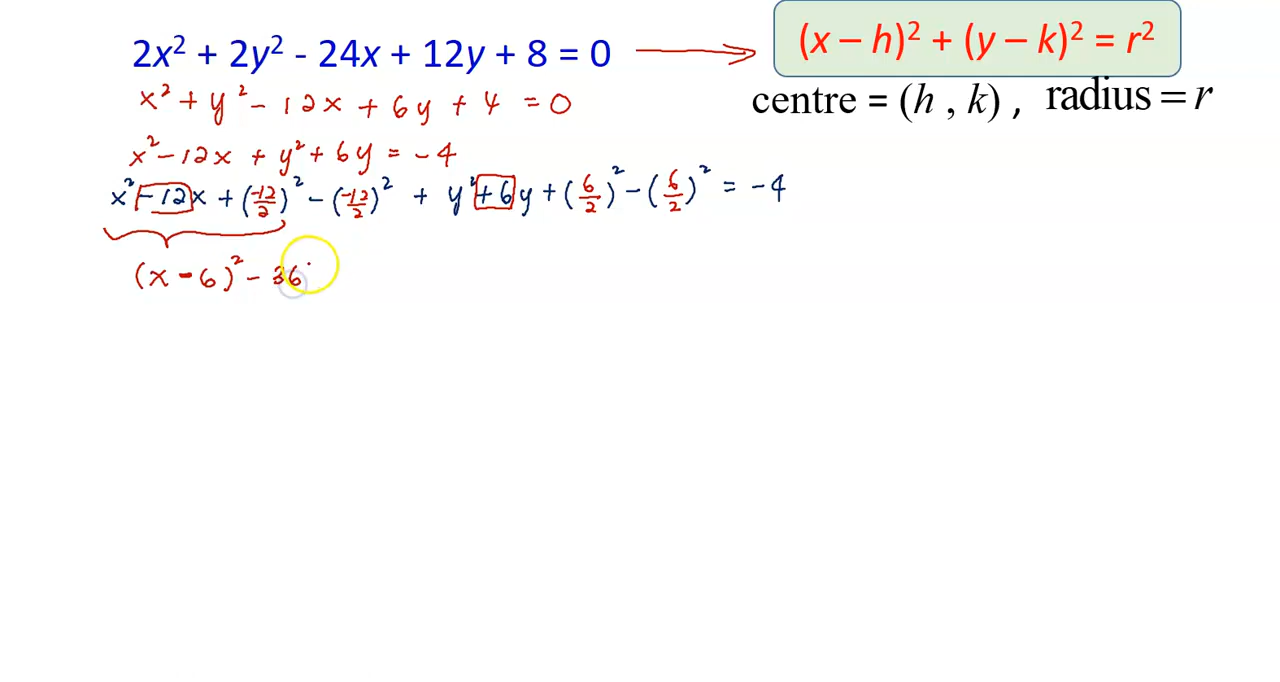 2x² + 2y² - 24x + 12y + 8 = 0
(x – h)² + (y – k)² = r²
centre = (h , k) , radius = r
x² + y² - 12x + 6y + 4 = 0
x² - 12x + y² + 6y = -4
x² - 12x + (-12/2)² - (-12/2)² + y² + 6y + (6/2)² - (6/2)² = -4
(x - 6)² - 36